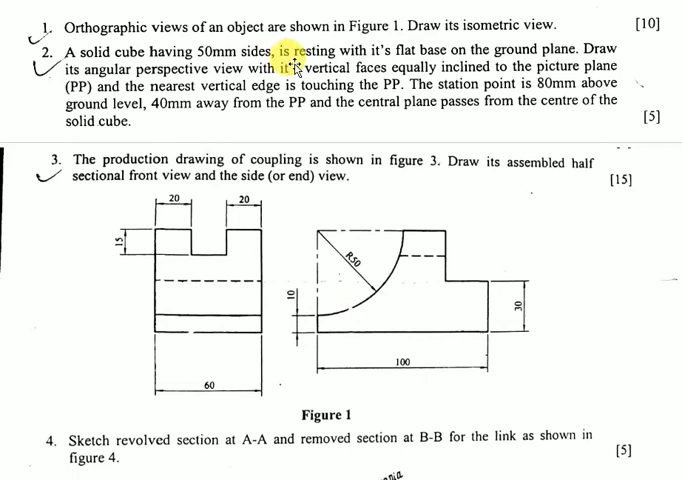 1. Orthographic views of an object are shown in Figure 1. Draw its isometric view. [10]
2. A solid cube having 50mm sides, is resting with it's flat base on the ground plane. Draw
its angular perspective view with it's vertical faces equally inclined to the picture plane
(PP) and the nearest vertical edge is touching the PP. The station point is 80mm above
ground level, 40mm away from the PP and the central plane passes from the centre of the
solid cube. [5]
3. The production drawing of coupling is shown in figure 3. Draw its assembled half
sectional front view and the side (or end) view. [15]
20 20
15
R50
10
30
100
60
Figure 1
4. Sketch revolved section at A-A and removed section at B-B for the link as shown in
figure 4. [5]